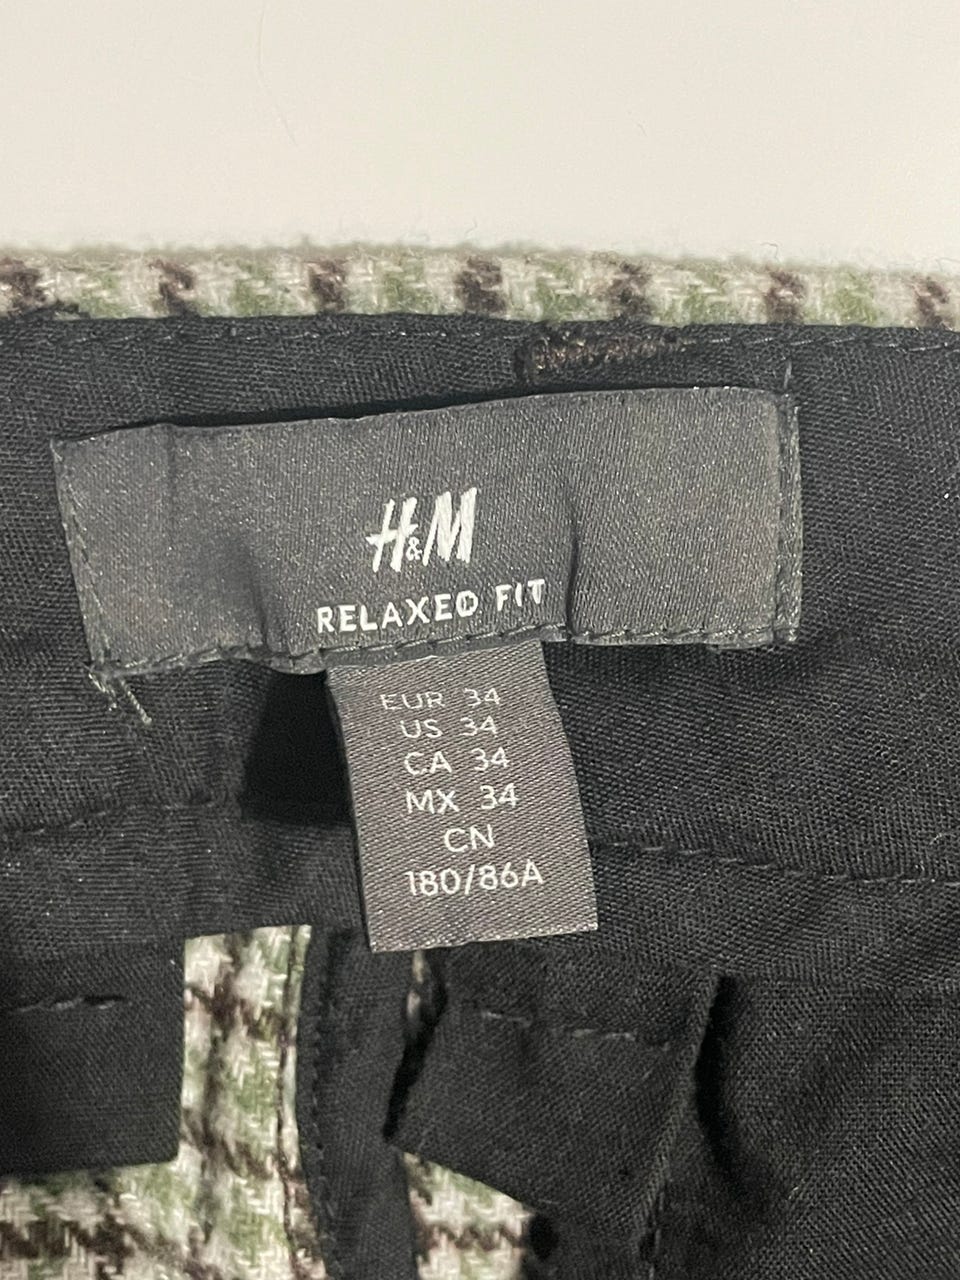 H&M
RELAXED FIT
EUR 34
US 34
CA 34
MX 34
CN
180/86A